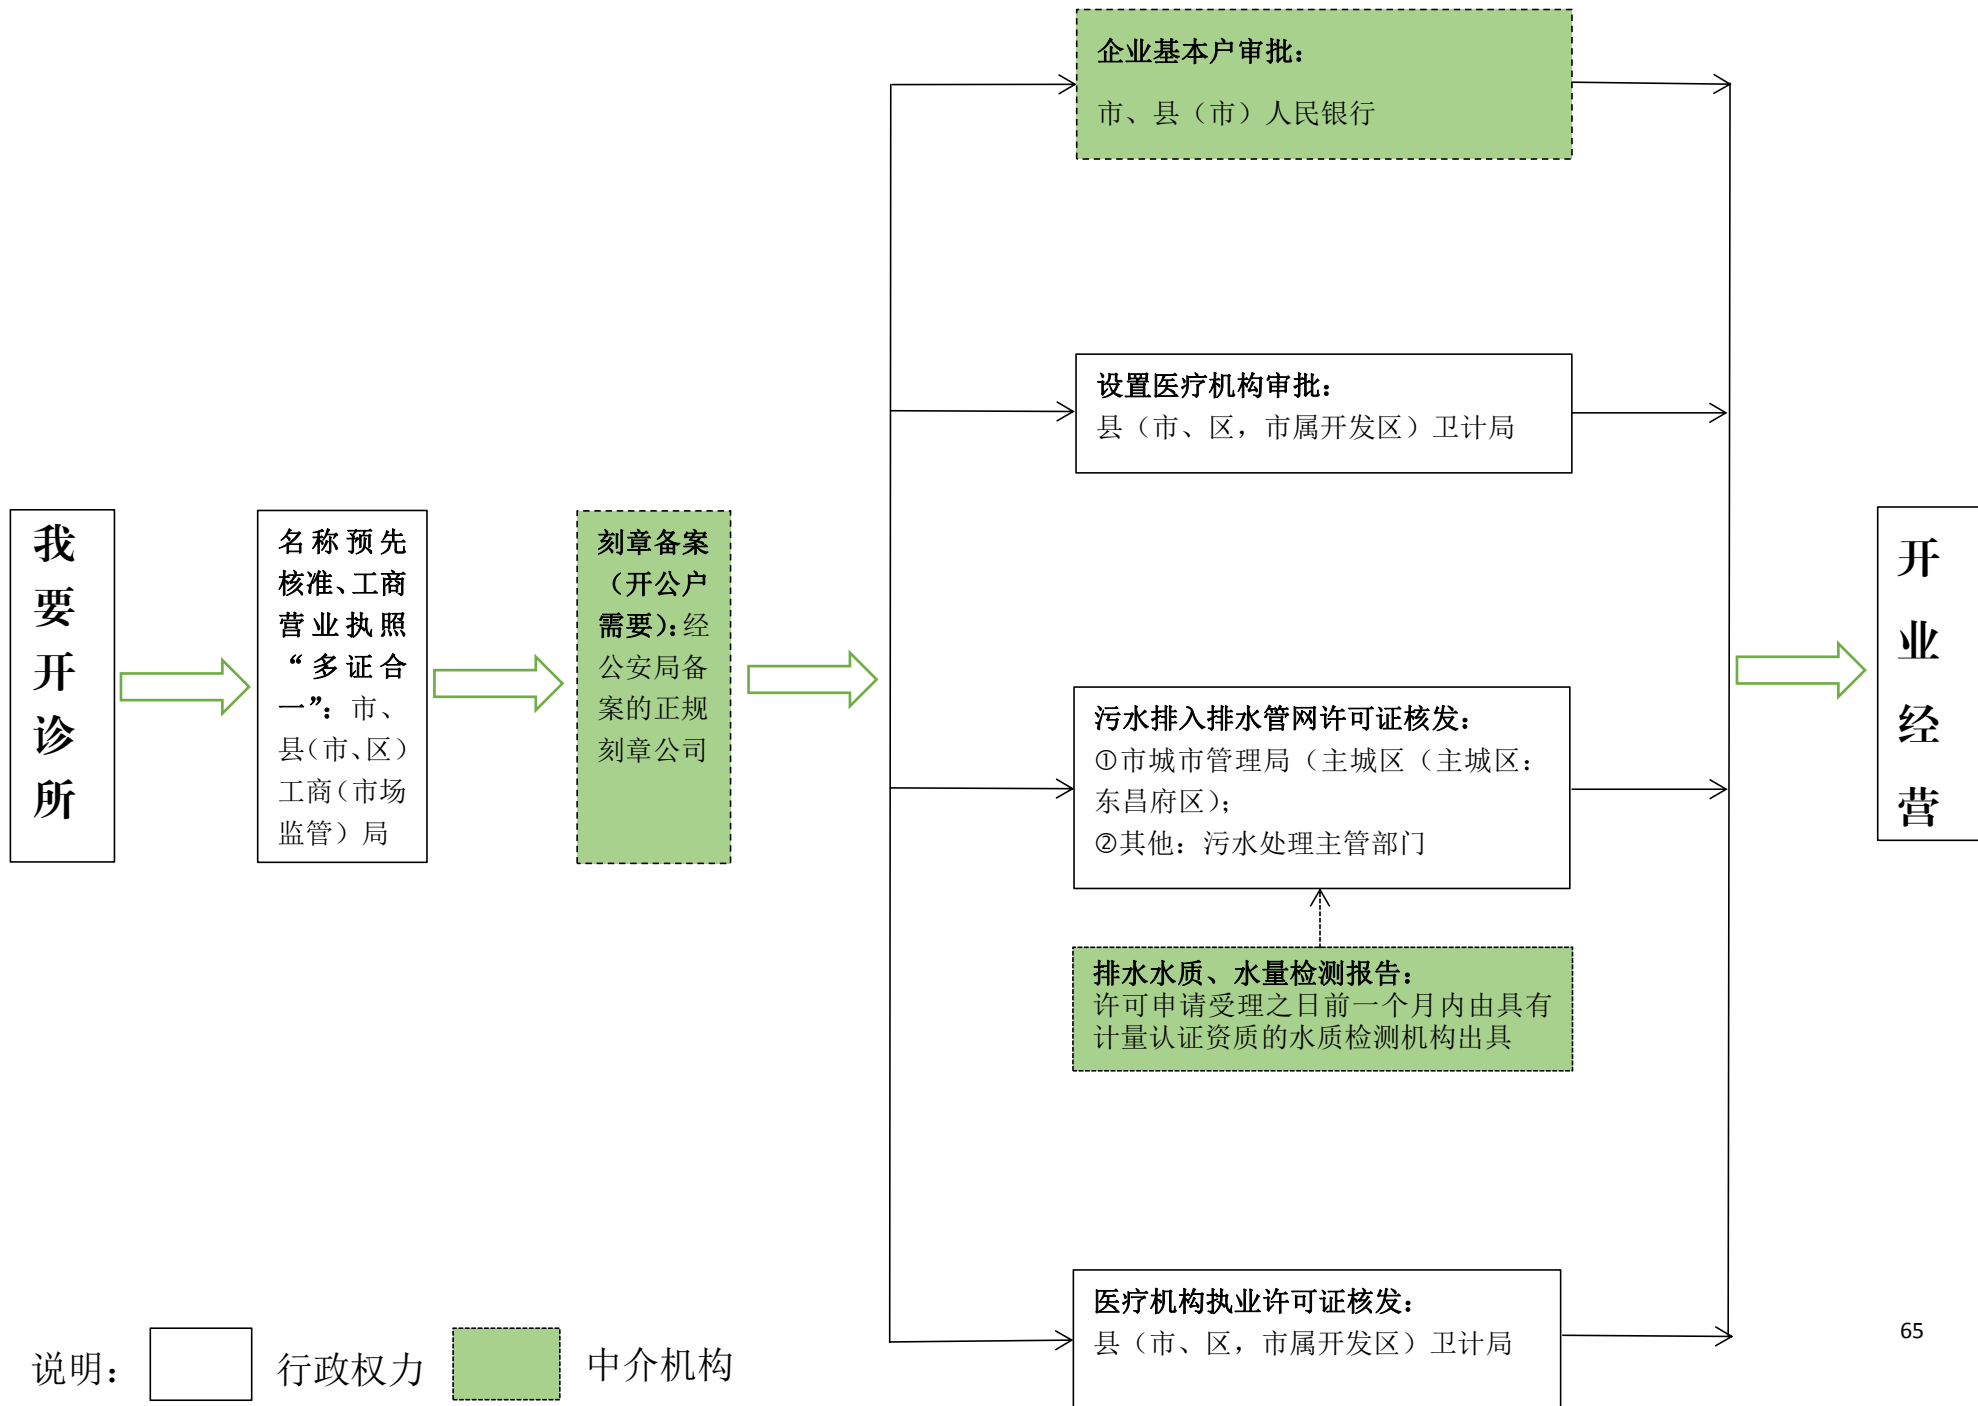 企业基本户审批：
市、县（市）人民银行
设置医疗机构审批：
县（市、区，市属开发区）卫计局
我
要
开
诊
所
名称预先
核准、工商
营业执照
“多证合
一”：市、
县（市、区）
工商（市场
监管）局
刻章备案
（开公户
需要）：经
公安局备
案的正规
刻章公司
污水排入排水管网许可证核发：
①市城市管理局（主城区（主城区：
东昌府区）；
②其他：污水处理主管部门
排水水质、水量检测报告：
许可申请受理之日前一个月内由具有
计量认证资质的水质检测机构出具
医疗机构执业许可证核发：
县（市、区，市属开发区）卫计局
开
业
经
营
说明：
行政权力
中介机构
65